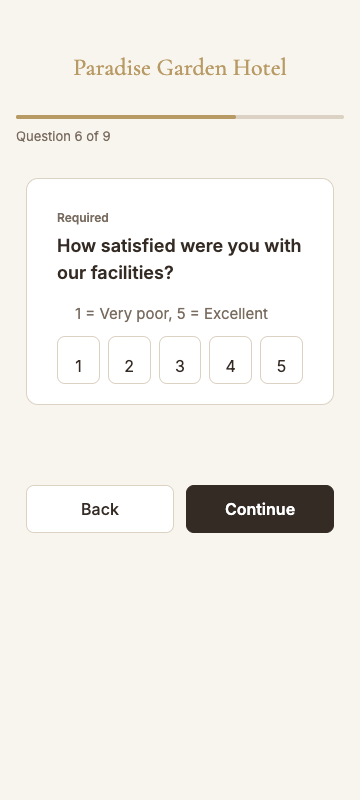 Paradise Garden Hotel
Question 6 of 9
Required
How satisfied were you with
our facilities?
1 = Very poor, 5 = Excellent
1 2 3 4 5
Back Continue